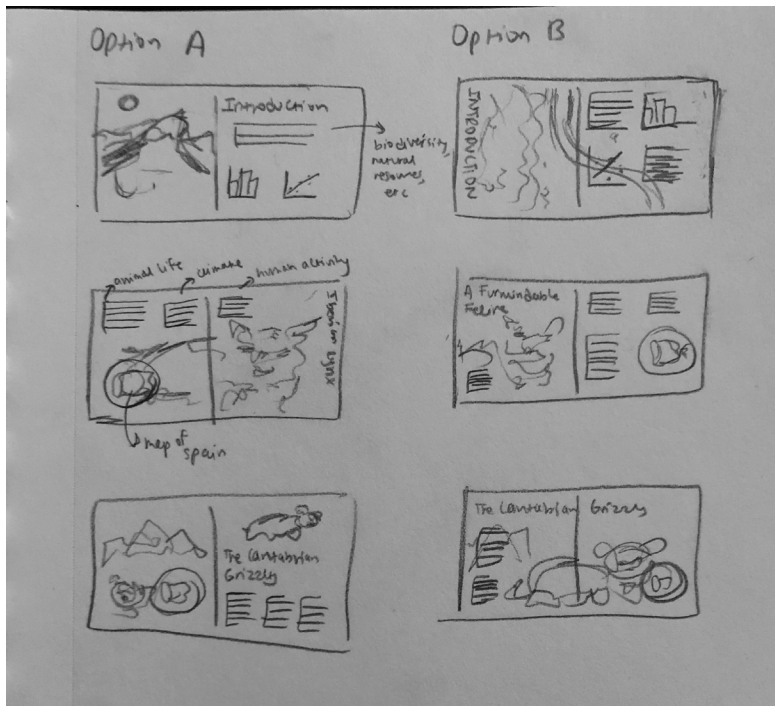 Option A
Option B
Introduction
biodiversity,
natural
resources,
etc
INTRODUCTION
animal life
climate
human activity
Iberian Lynx
map of
spain
A Furmindable
Feline
The Cantabrian
Grizzly
The Cantabrian Grizzly